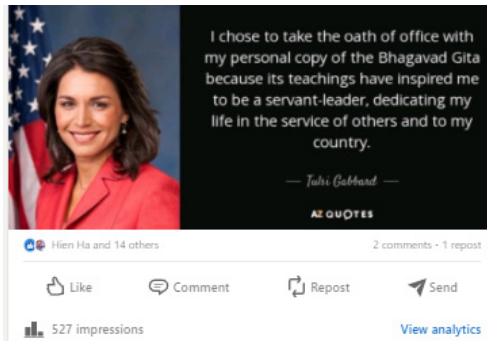 I chose to take the oath of office with
my personal copy of the Bhagavad Gita
because its teachings have inspired me
to be a servant-leader, dedicating my
life in the service of others and to my
country.
— Tulsi Gabbard —
AZ QUOTES
Hien Ha and 14 others
2 comments · 1 repost
Like
Comment
Repost
Send
527 impressions
View analytics